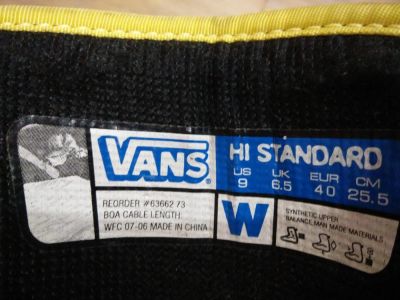 VANS
HI STANDARD
US UK EUR CM
9 6.5 40 25.5
REORDER #63662 73
BOA CABLE LENGTH:
WFC 07-06 MADE IN CHINA
W
SYNTHETIC UPPER
BALANCE MAN MADE MATERIALS